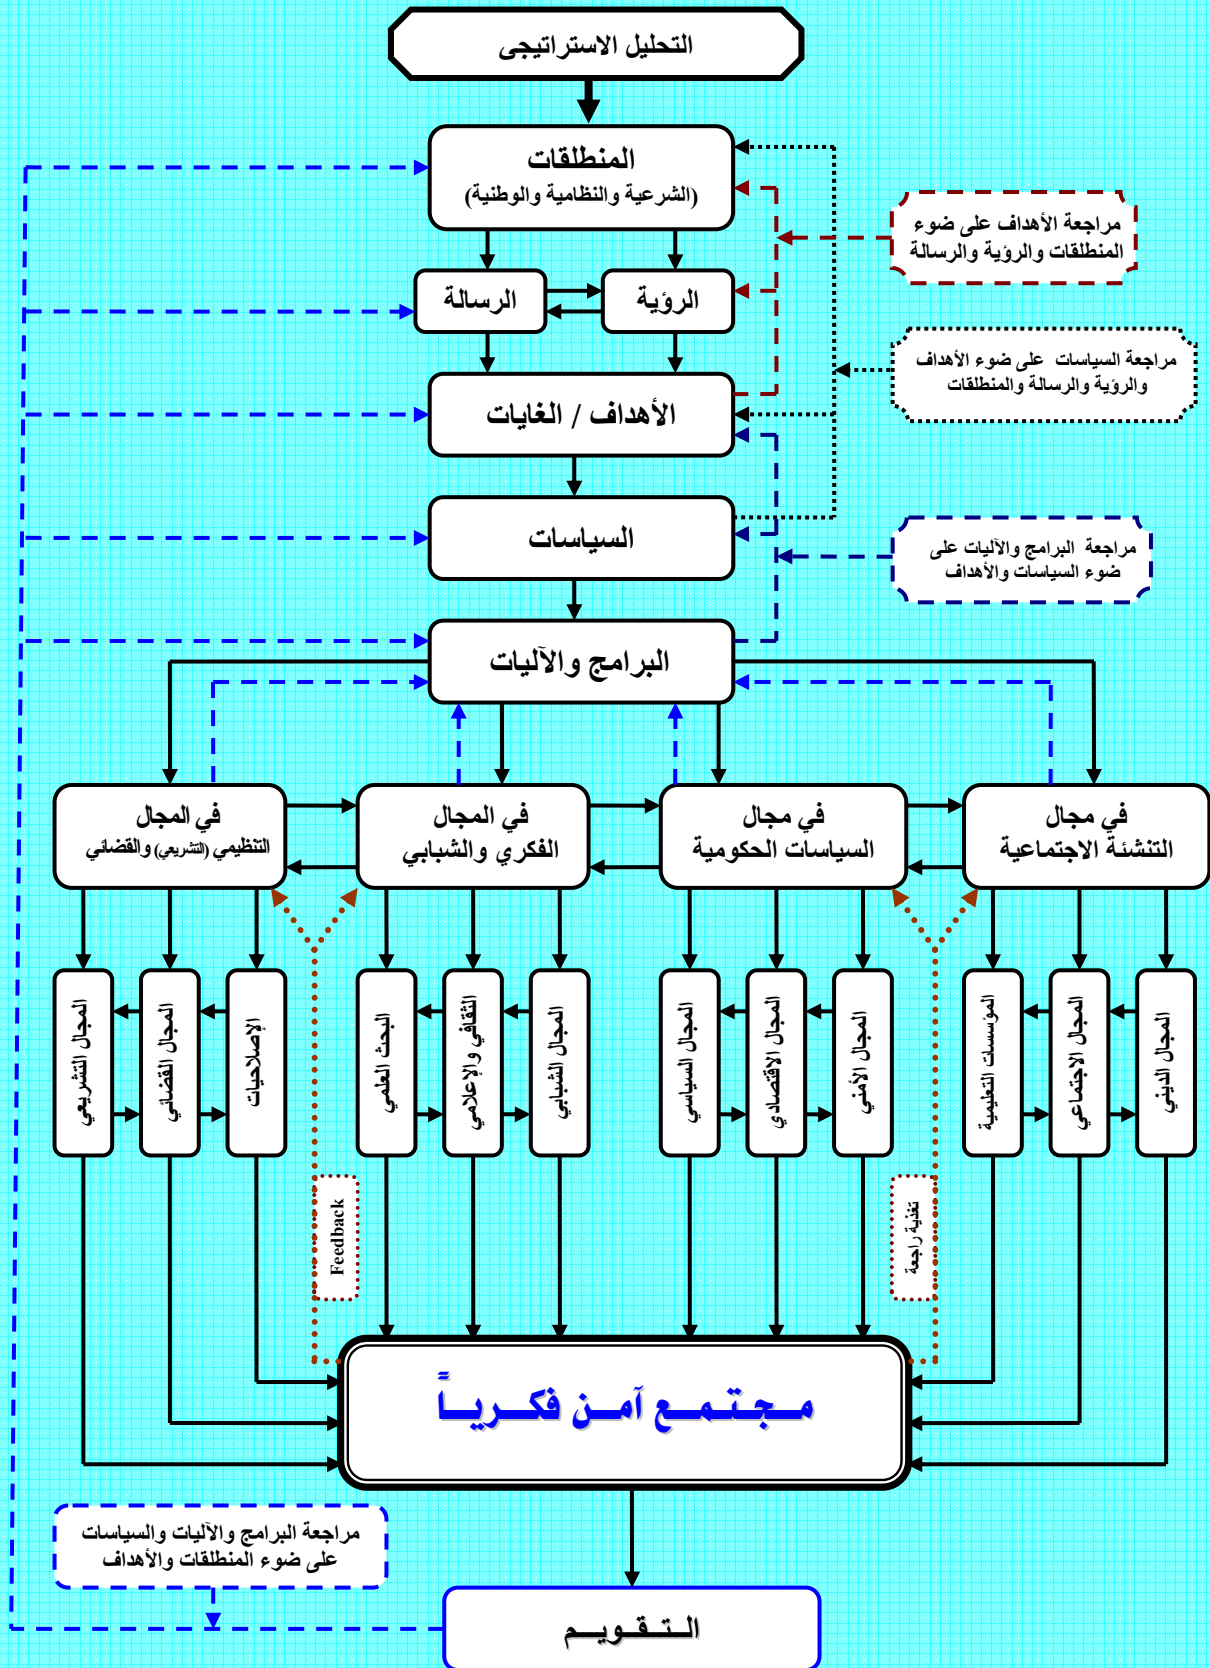 التحليل الاستراتيجى
المنطلقات
(الشرعية والنظامية والوطنية)
مراجعة الأهداف على ضوء
المنطلقات والرؤية والرسالة
الرؤية
الرسالة
مراجعة السياسات على ضوء الأهداف
والرؤية والرسالة والمنطلقات
الأهداف / الغايات
السياسات
مراجعة البرامج والآليات على
ضوء السياسات والأهداف
البرامج والآليات
في مجال
التنشئة الاجتماعية
في مجال
السياسات الحكومية
في المجال
الفكري والشبابي
في المجال
التنظيمي (التشريعي) والقضائي
المجال الديني
المجال الاجتماعي
المؤسسات التعليمية
المجال الأمني
المجال الاقتصادي
المجال السياسي
المجال الشبابي
الثقافي والإعلامي
البحث العلمي
الإصلاحيات
المجال القضائي
المجال التشريعي
تغذية راجعة
Feedback
مـجـتـمـع آمـن فكـريــاً
مراجعة البرامج والآليات والسياسات
على ضوء المنطلقات والأهداف
الـتـقـويـم